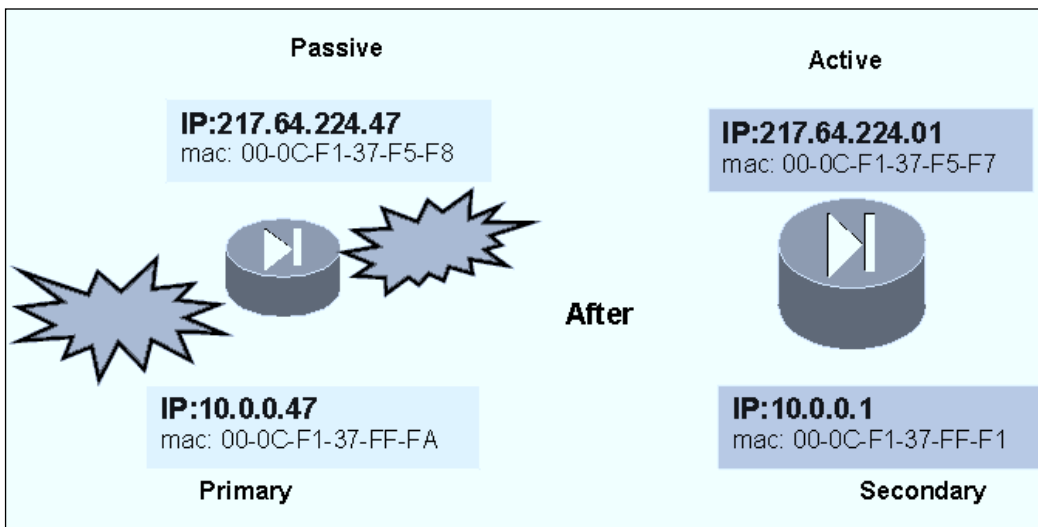 Passive
Active
IP:217.64.224.47
mac: 00-0C-F1-37-F5-F8
IP:217.64.224.01
mac: 00-0C-F1-37-F5-F7
After
IP:10.0.0.47
mac: 00-0C-F1-37-FF-FA
IP:10.0.0.1
mac: 00-0C-F1-37-FF-F1
Primary
Secondary